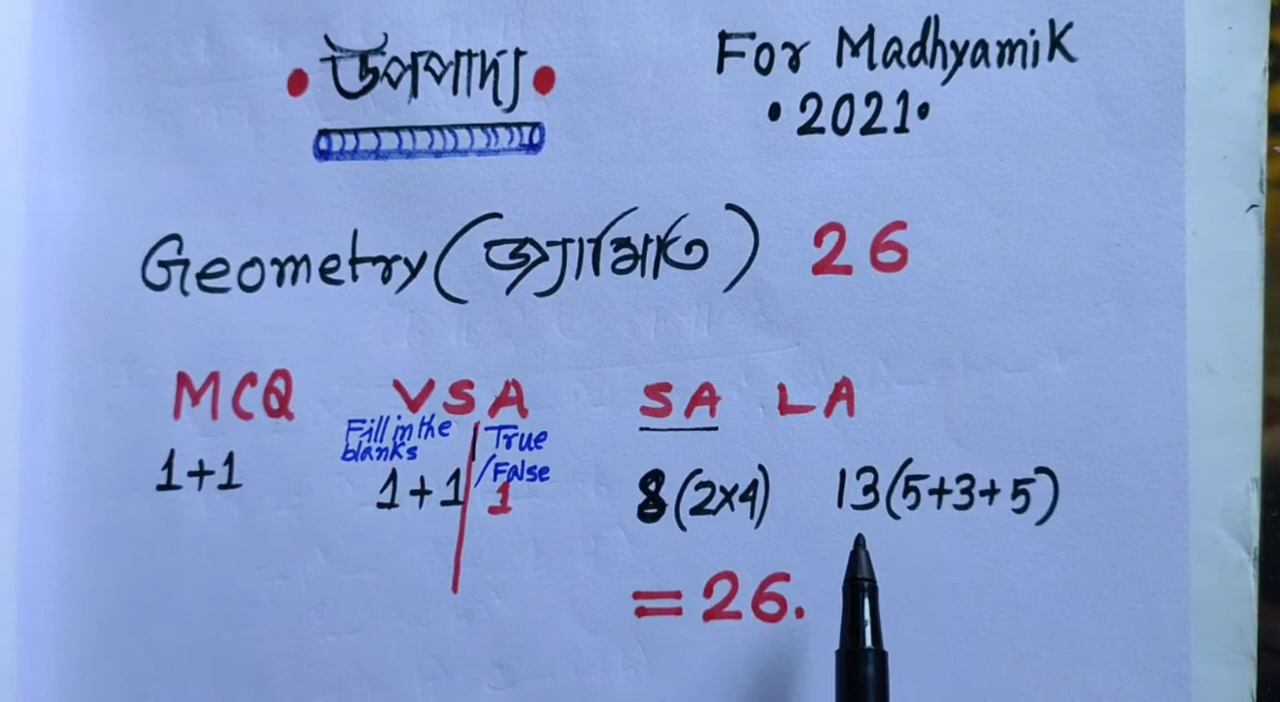 • উপপাদ্য •
For Madhyamik
• 2021 •
Geometry (জ্যামিতি) 26
MCQ VSA SA LA
Fill in the blanks | True / False
1+1 1+1 | 1 8(2×4) 13(5+3+5)
= 26.